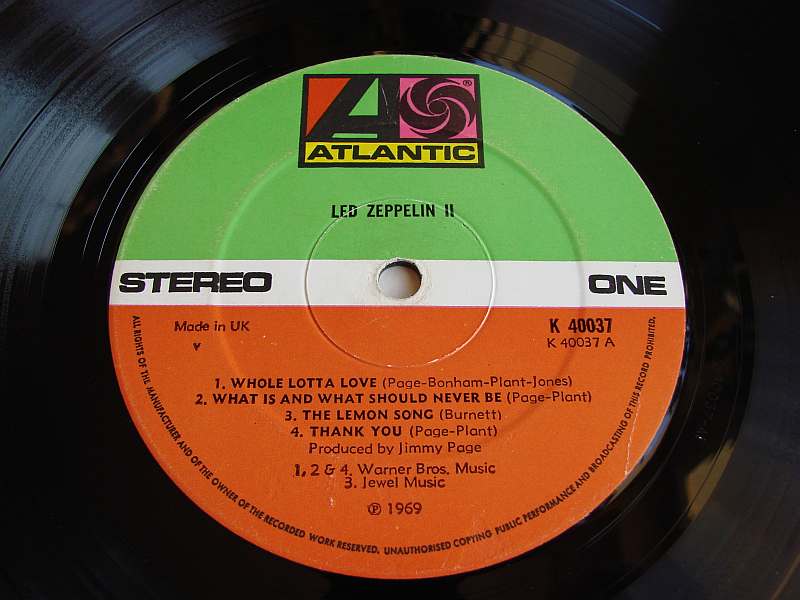 ATLANTIC ®
LED ZEPPELIN II
STEREO ONE
Made in UK K 40037
K 40037 A
1. WHOLE LOTTA LOVE (Page-Bonham-Plant-Jones)
2. WHAT IS AND WHAT SHOULD NEVER BE (Page-Plant)
3. THE LEMON SONG (Burnett)
4. THANK YOU (Page-Plant)
Produced by Jimmy Page
1, 2 & 4. Warner Bros. Music
3. Jewel Music
℗ 1969
ALL RIGHTS OF THE MANUFACTURER AND OF THE OWNER OF THE RECORDED WORK RESERVED. UNAUTHORISED COPYING PUBLIC PERFORMANCE AND BROADCASTING OF THIS RECORD PROHIBITED.